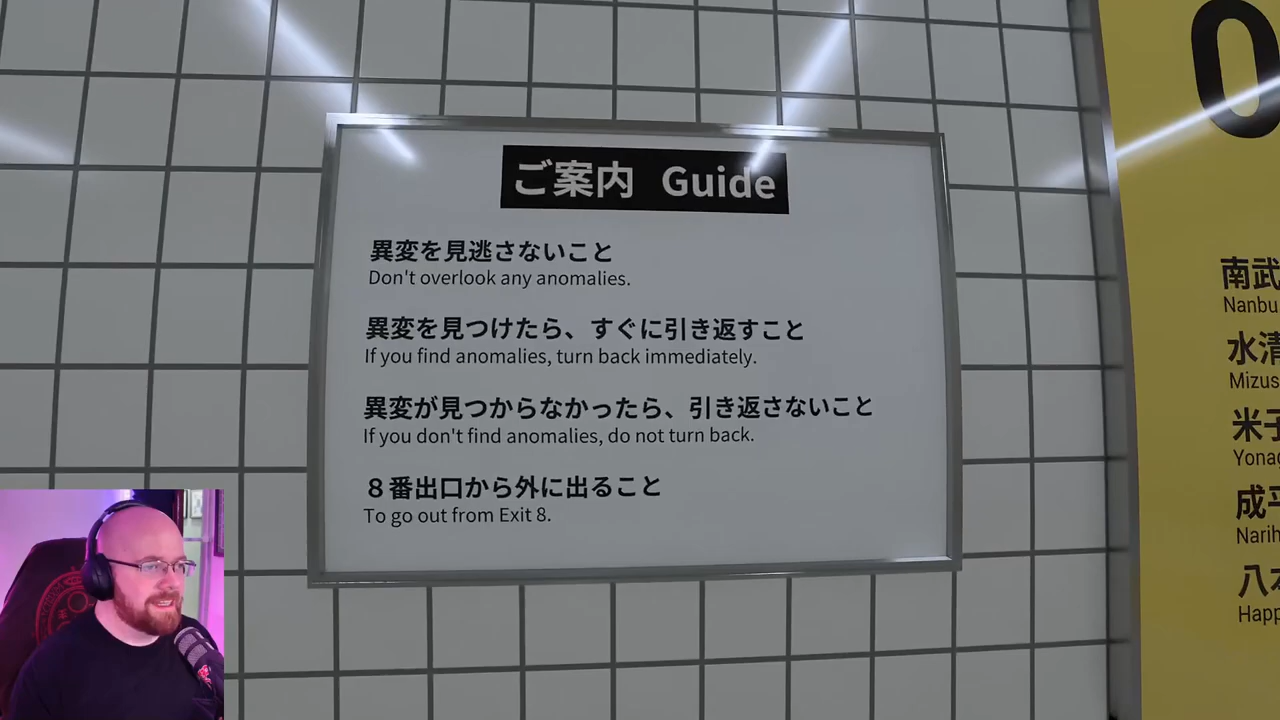 ご案内 Guide
異変を見逃さないこと
Don't overlook any anomalies.
異変を見つけたら、すぐに引き返すこと
If you find anomalies, turn back immediately.
異変が見つからなかったら、引き返さないこと
If you don't find anomalies, do not turn back.
8番出口から外に出ること
To go out from Exit 8.
0
南武
Nanbu
水清
Mizus
米子
Yonag
成平
Narih
八本
Happ